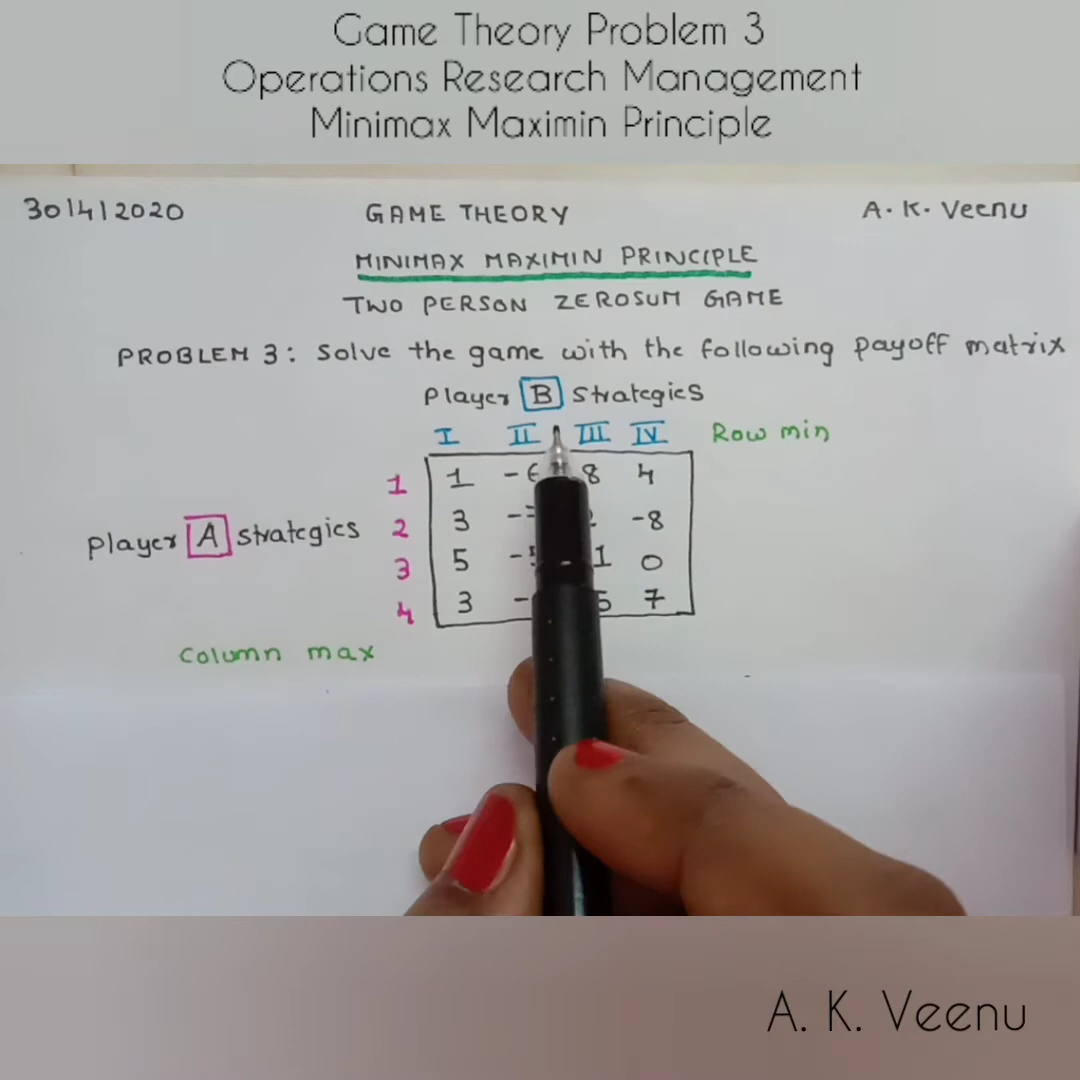 Game Theory Problem 3
Operations Research Management
Minimax Maximin Principle
30/4/2020 GAME THEORY A. K. Veenu
MINIMAX MAXIMIN PRINCIPLE
TWO PERSON ZEROSUM GAME
PROBLEM 3: Solve the game with the following payoff matrix
Player B strategies
I II III IV Row min
1 1 -6 8 4
Player A strategies 2 3 -8
3 5 0
4 3 7
Column max
A. K. Veenu